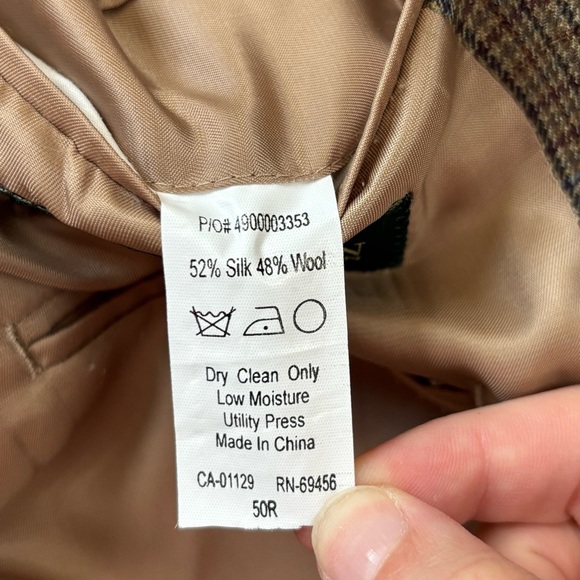 P/O# 4900003353
52% Silk 48% Wool
Dry Clean Only
Low Moisture
Utility Press
Made In China
CA-01129 RN-69456
50R